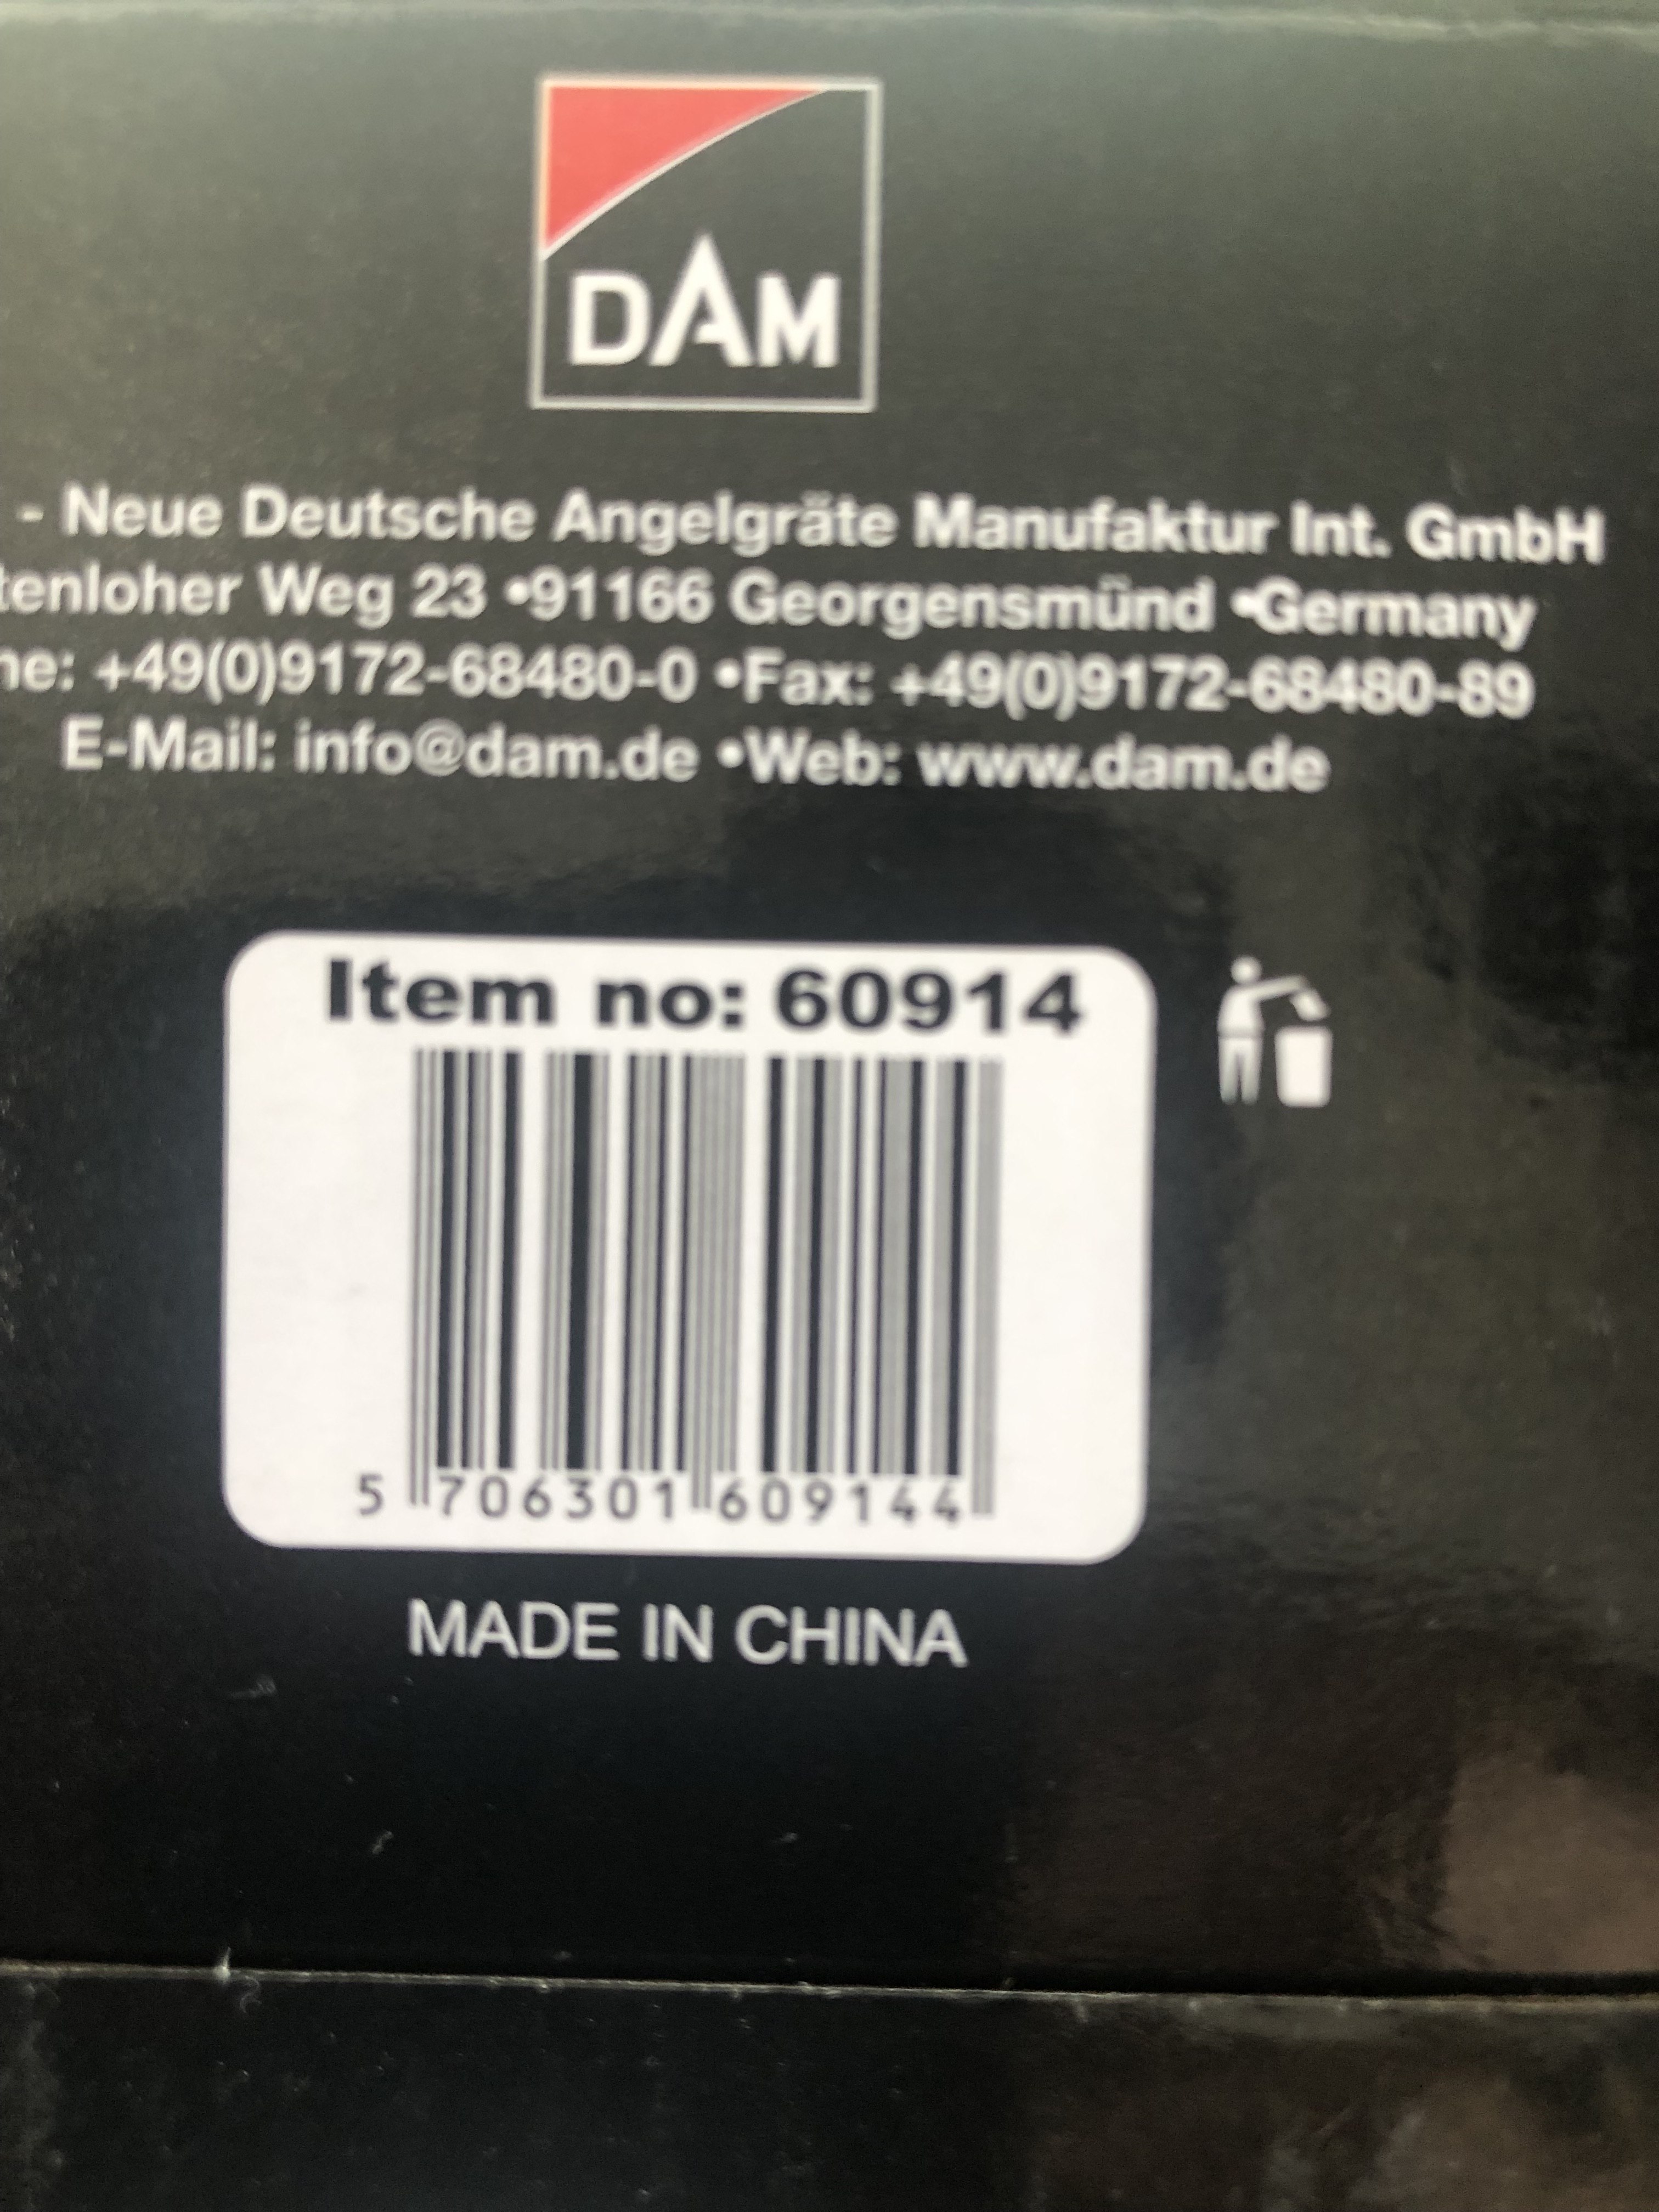 DAM
- Neue Deutsche Angelgräte Manufaktur Int. GmbH
tenloher Weg 23 •91166 Georgensmünd •Germany
ne: +49(0)9172-68480-0 •Fax: +49(0)9172-68480-89
E-Mail: info@dam.de •Web: www.dam.de
Item no: 60914
5 706301 609144
MADE IN CHINA